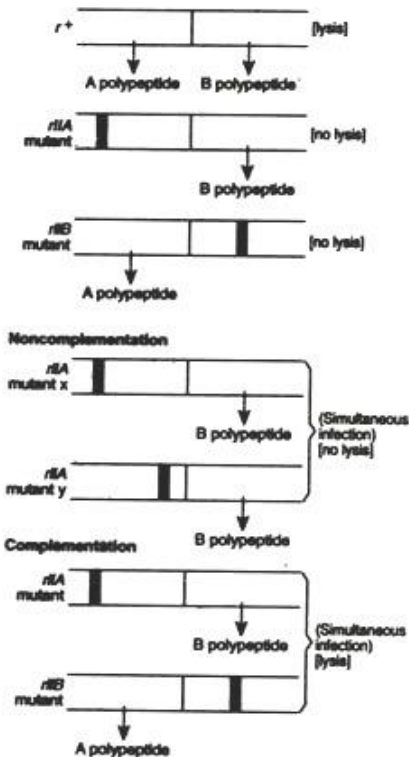 r+ [lysis]
A polypeptide B polypeptide
rIIA
mutant [no lysis]
B polypeptide
rIIB
mutant [no lysis]
A polypeptide
Noncomplementation
rIIA
mutant x
B polypeptide
(Simultaneous
infection)
[no lysis]
rIIA
mutant y
B polypeptide
Complementation
rIIA
mutant
B polypeptide
(Simultaneous
infection)
[lysis]
rIIB
mutant
A polypeptide